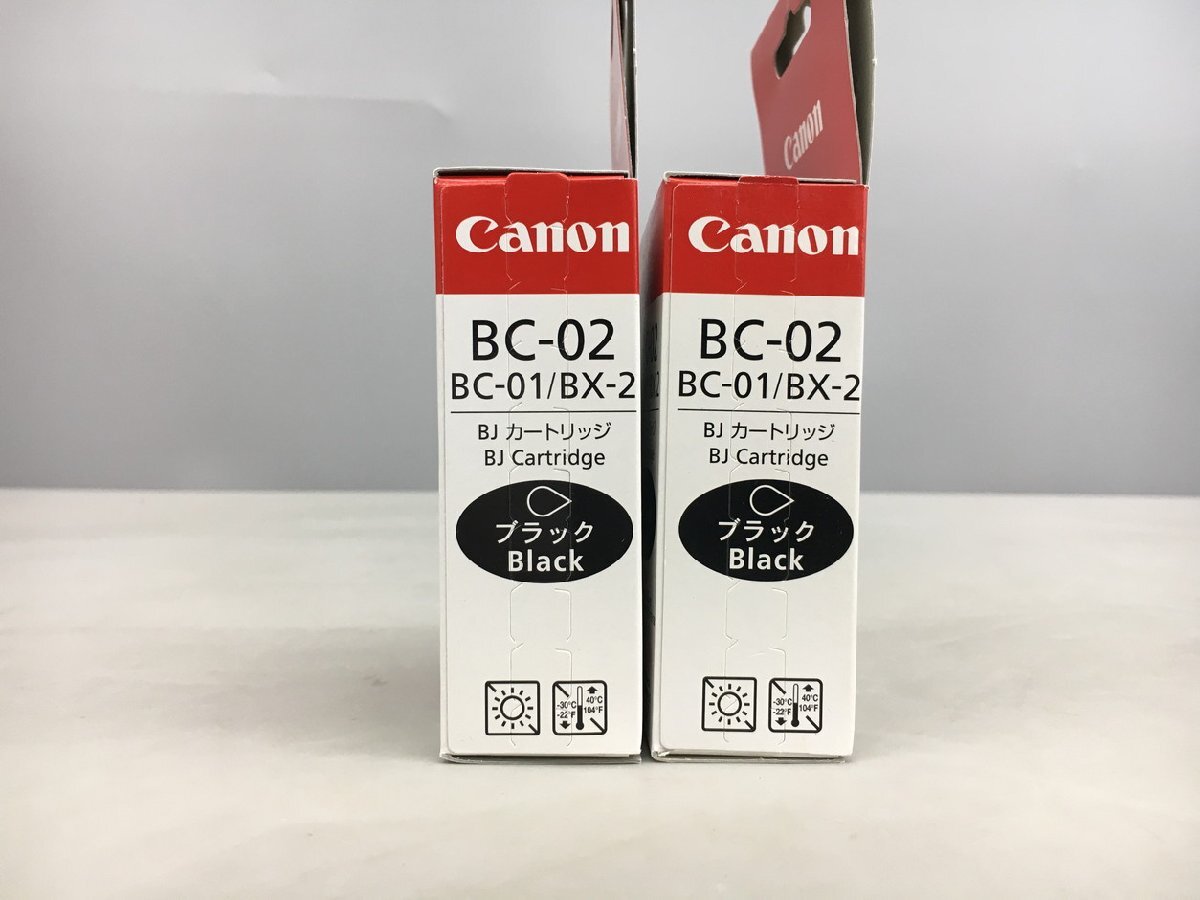 Canon
Canon
BC-02
BC-01/BX-2
BJ カートリッジ
BJ Cartridge
ブラック
Black
-30°C
-22°F
40°C
104°F
Canon
BC-02
BC-01/BX-2
BJ カートリッジ
BJ Cartridge
ブラック
Black
-30°C
-22°F
40°C
104°F